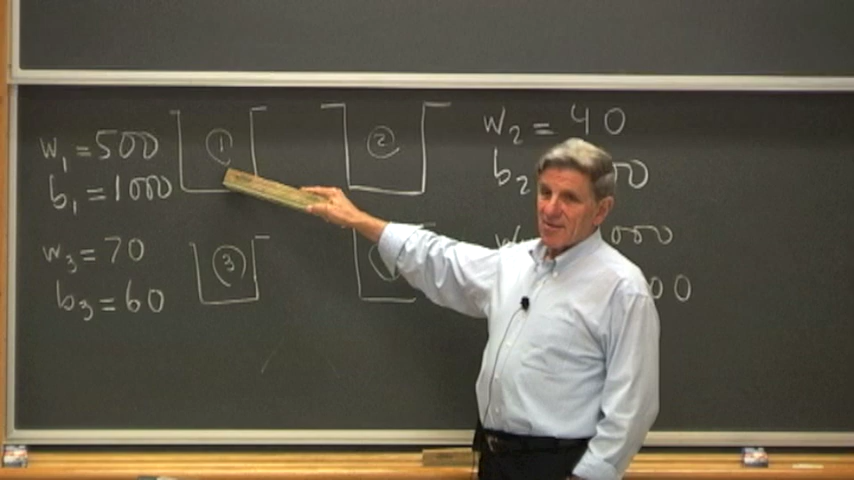 w₁ = 500
b₁ = 1000
①
②
w₂ = 40
b₂
w₃ = 70
b₃ = 60
③